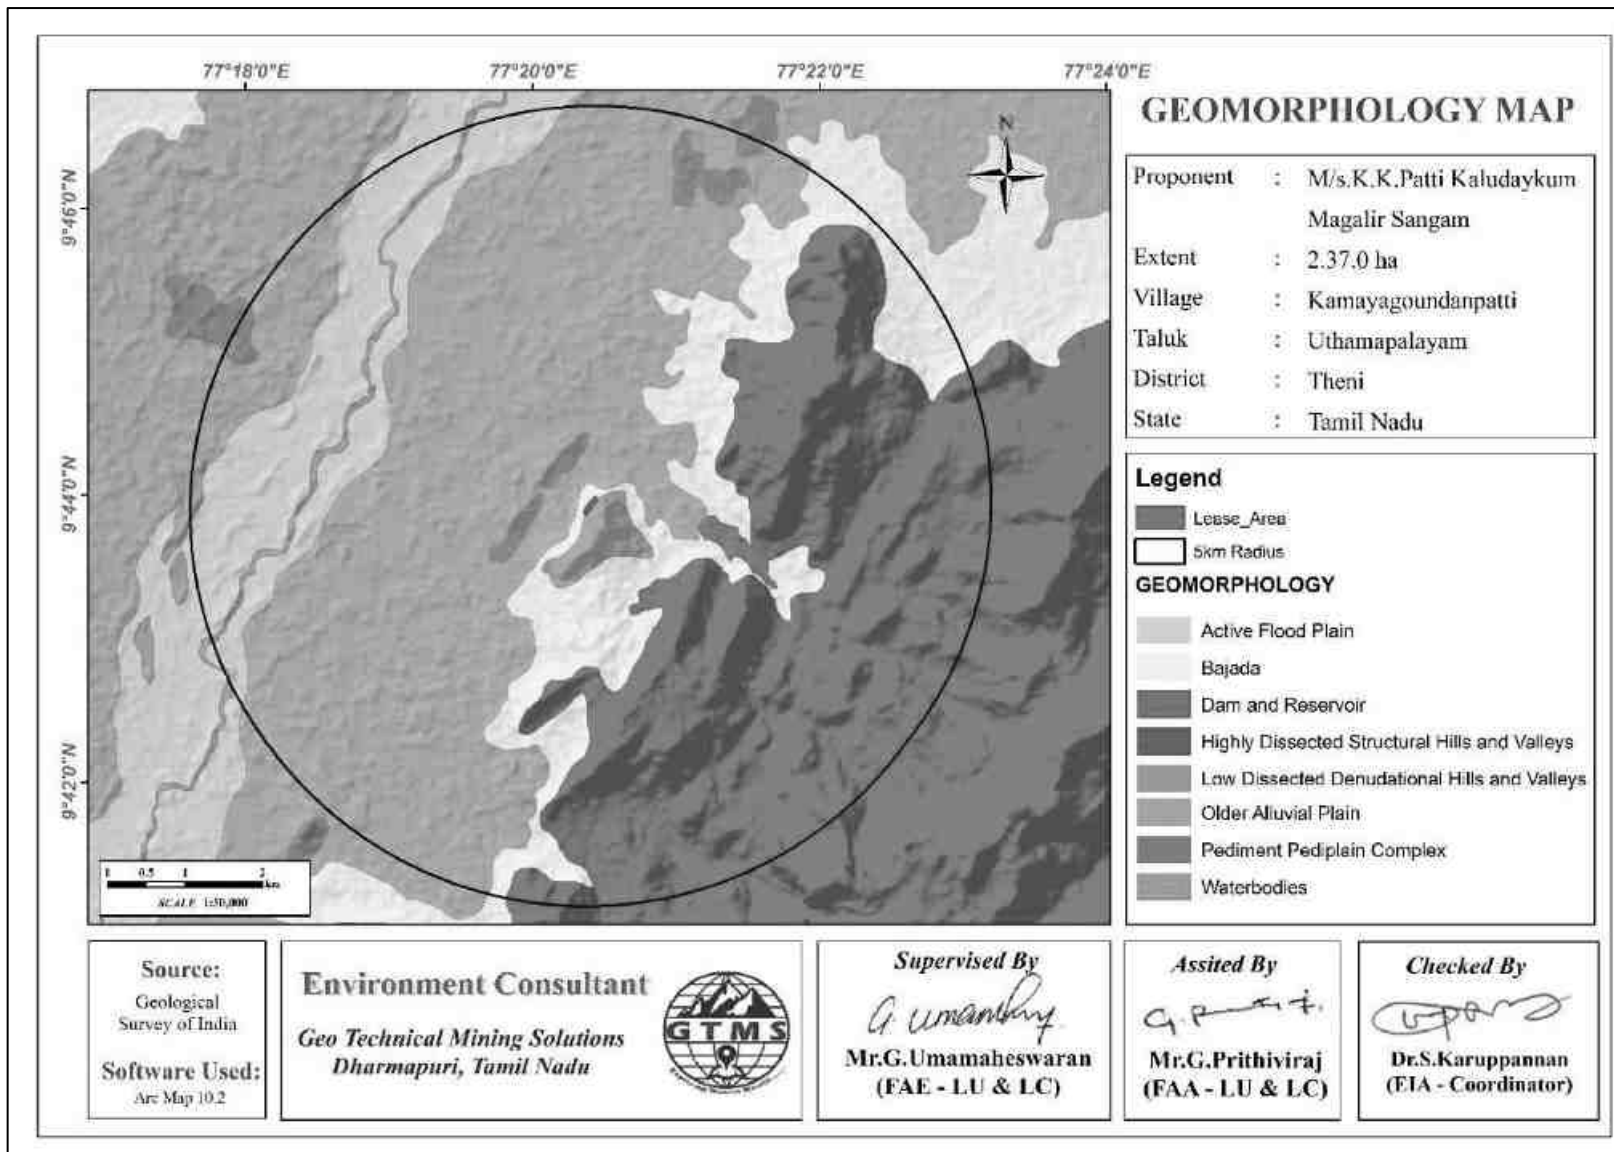 77°18'0"E 77°20'0"E 77°22'0"E 77°24'0"E
9°46'0"N
9°44'0"N
9°42'0"N
N
GEOMORPHOLOGY MAP
Proponent : M/s.K.K.Patti Kaludaykum
Magalir Sangam
Extent : 2.37.0 ha
Village : Kamayagoundanpatti
Taluk : Uthamapalayam
District : Theni
State : Tamil Nadu
Legend
Lease_Area
5km Radius
GEOMORPHOLOGY
Active Flood Plain
Bajada
Dam and Reservoir
Highly Dissected Structural Hills and Valleys
Low Dissected Denudational Hills and Valleys
Older Alluvial Plain
Pediment Pediplain Complex
Waterbodies
1 0.5 1 2
km
SCALE 1:50,000
Source:
Geological
Survey of India
Software Used:
Arc Map 10.2
Environment Consultant
Geo Technical Mining Solutions
Dharmapuri, Tamil Nadu
GTMS
Supervised By
Mr.G.Umamaheswaran
(FAE - LU & LC)
Assited By
Mr.G.Prithiviraj
(FAA - LU & LC)
Checked By
Dr.S.Karuppannan
(EIA - Coordinator)